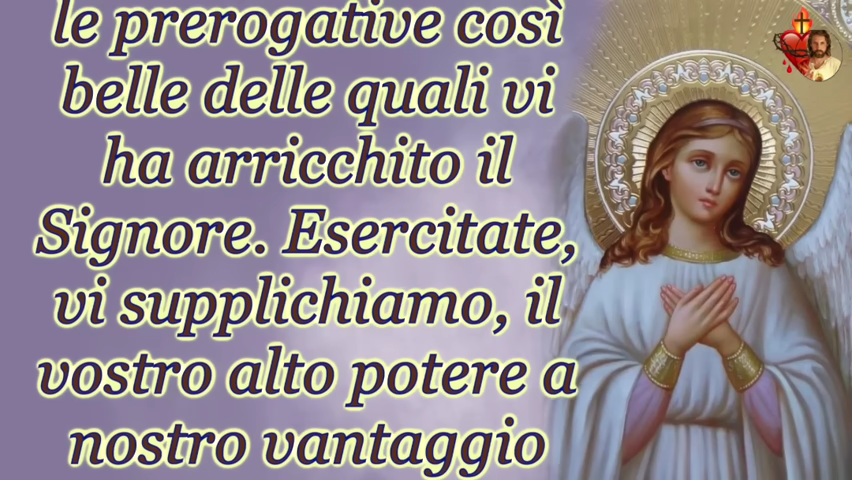 le prerogative così
belle delle quali vi
ha arricchito il
Signore. Esercitate,
vi supplichiamo, il
vostro alto potere a
nostro vantaggio